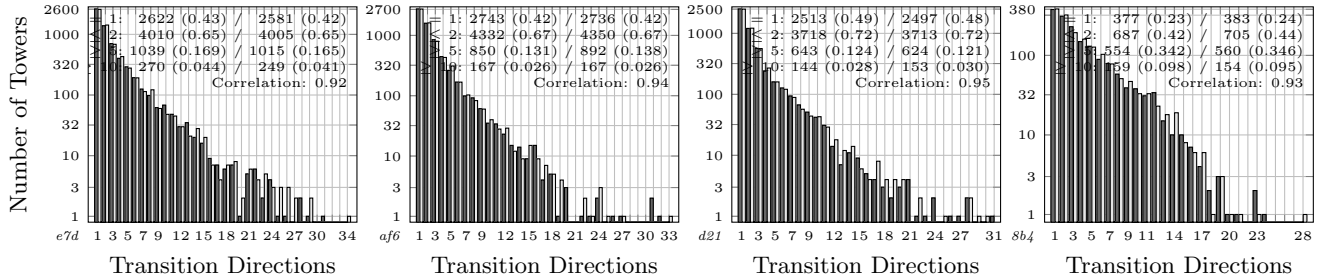 Number of Towers
2600
1000
320
100
32
10
3
1
= 1: 2622 (0.43) / 2581 (0.42)
≤ 2: 4010 (0.65) / 4005 (0.65)
≥ 5: 1039 (0.169) / 1015 (0.165)
10: 270 (0.044) / 249 (0.041)
Correlation: 0.92
e7d 1 3 5 7 9 12 15 18 21 24 27 30 34
Transition Directions
2700
1000
320
100
32
10
3
1
= 1: 2743 (0.42) / 2736 (0.42)
≤ 2: 4332 (0.67) / 4350 (0.67)
≥ 5: 850 (0.131) / 892 (0.138)
≥ 10: 167 (0.026) / 167 (0.026)
Correlation: 0.94
af6 1 3 5 7 9 12 15 18 21 24 27 30 33
Transition Directions
2500
1000
320
100
32
10
3
1
= 1: 2513 (0.49) / 2497 (0.48)
≤ 2: 3718 (0.72) / 3713 (0.72)
≥ 5: 643 (0.124) / 624 (0.121)
≥ 10: 144 (0.028) / 153 (0.030)
Correlation: 0.95
d21 1 3 5 7 9 12 15 18 21 24 27 31
Transition Directions
380
320
100
32
10
3
1
= 1: 377 (0.23) / 383 (0.24)
≤ 2: 687 (0.42) / 705 (0.44)
≥ 5: 554 (0.342) / 560 (0.346)
≥ 10: 159 (0.098) / 154 (0.095)
Correlation: 0.93
8b4 1 3 5 7 9 11 14 17 20 23 28
Transition Directions